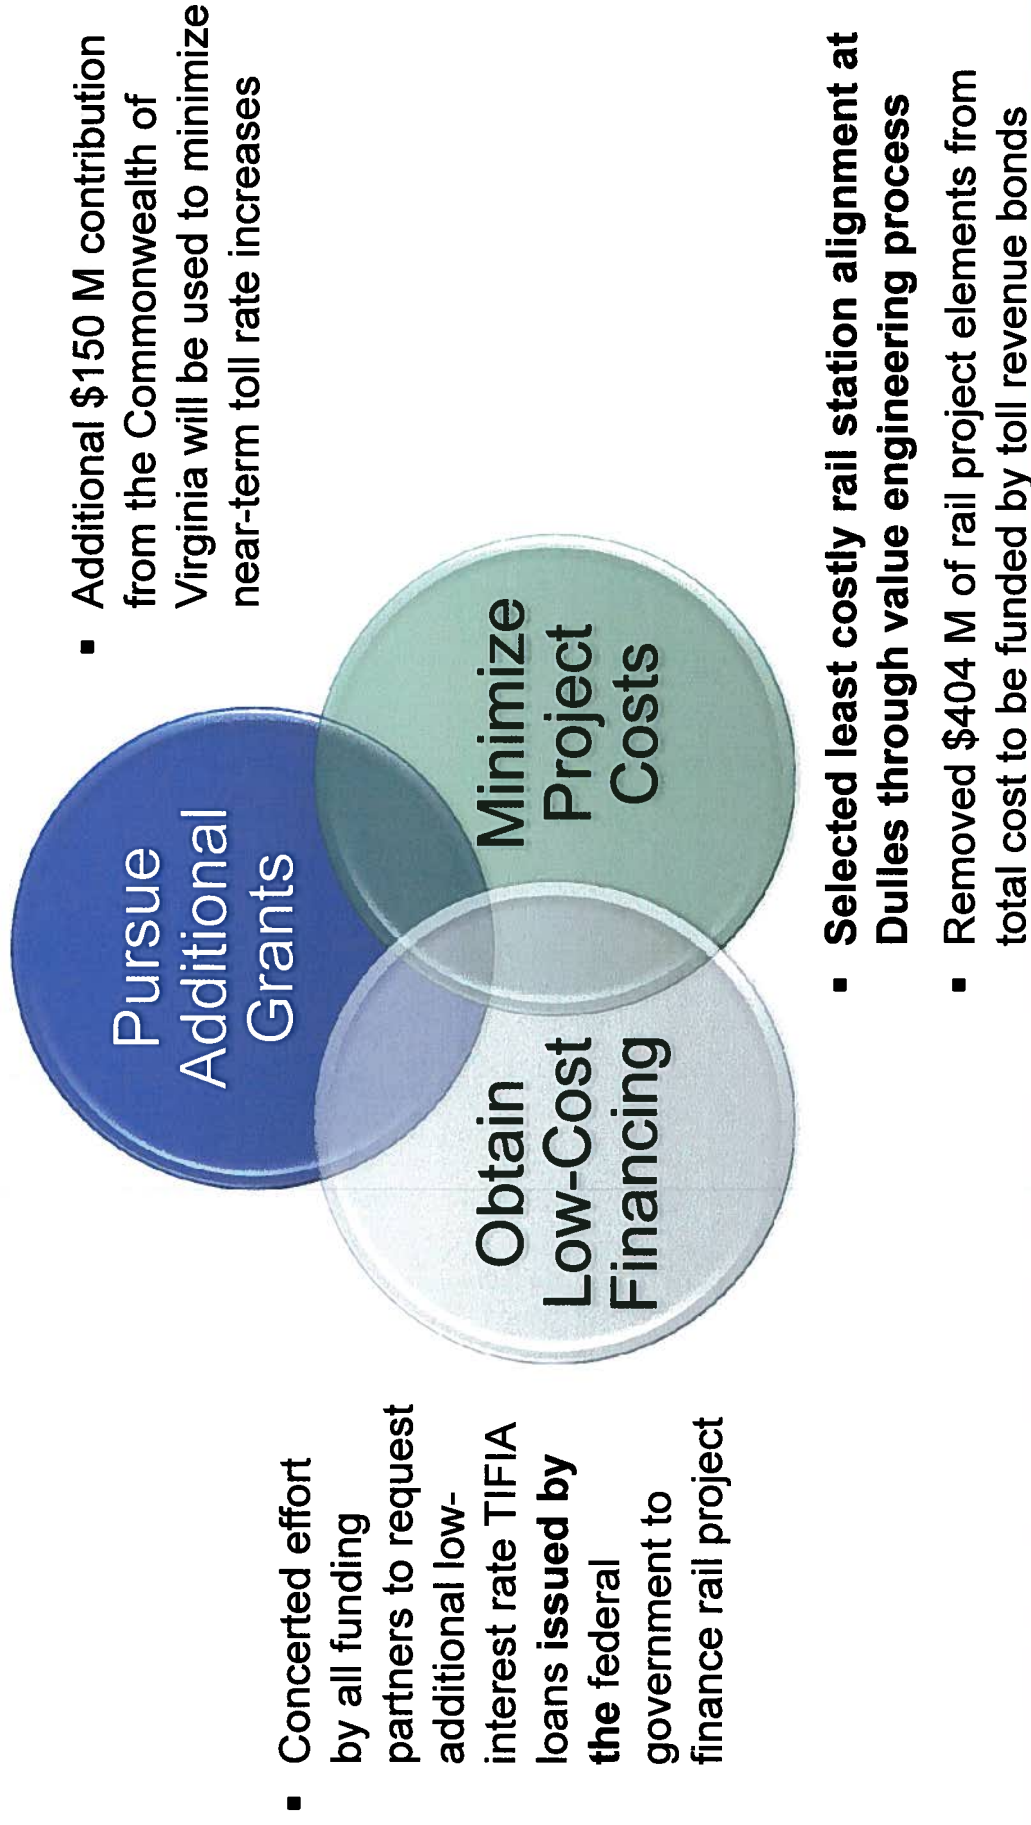 Pursue
Additional
Grants
▪ Additional $150 M contribution
from the Commonwealth of
Virginia will be used to minimize
near-term toll rate increases
▪ Concerted effort
by all funding
partners to request
additional low-
interest rate TIFIA
loans issued by
the federal
government to
finance rail project
Obtain
Low-Cost
Financing
Minimize
Project
Costs
▪ Selected least costly rail station alignment at
Dulles through value engineering process
▪ Removed $404 M of rail project elements from
total cost to be funded by toll revenue bonds